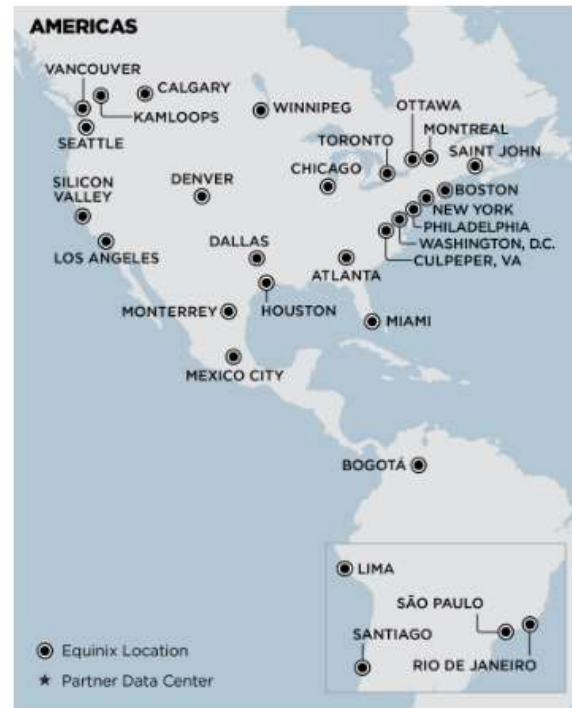 AMERICAS
VANCOUVER
CALGARY
KAMLOOPS
WINNIPEG
OTTAWA
MONTREAL
TORONTO
SAINT JOHN
SEATTLE
CHICAGO
DENVER
SILICON
VALLEY
BOSTON
NEW YORK
PHILADELPHIA
WASHINGTON, D.C.
CULPEPER, VA
LOS ANGELES
DALLAS
ATLANTA
MONTERREY
HOUSTON
MIAMI
MEXICO CITY
BOGOTÁ
LIMA
SÃO PAULO
SANTIAGO
RIO DE JANEIRO
Equinix Location
Partner Data Center